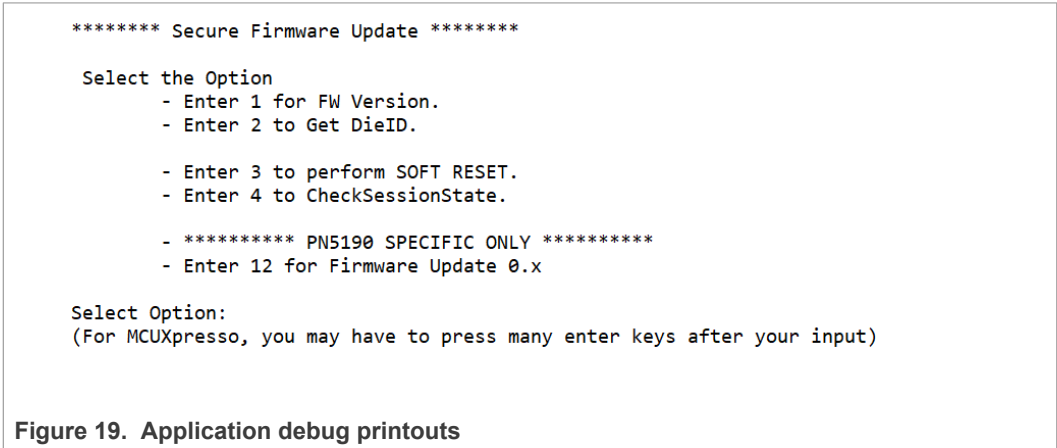 ******** Secure Firmware Update ********
Select the Option
- Enter 1 for FW Version.
- Enter 2 to Get DieID.
- Enter 3 to perform SOFT RESET.
- Enter 4 to CheckSessionState.
- ********** PN5190 SPECIFIC ONLY **********
- Enter 12 for Firmware Update 0.x
Select Option:
(For MCUXpresso, you may have to press many enter keys after your input)
Figure 19. Application debug printouts